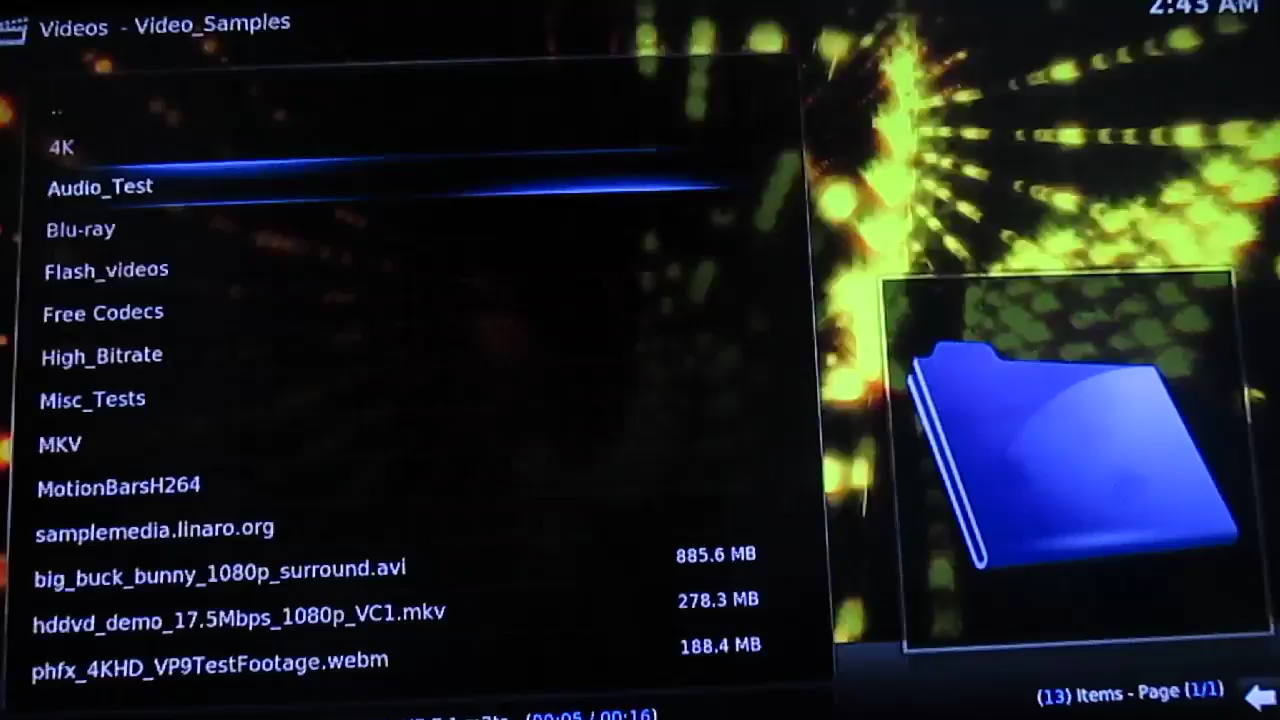 Videos - Video_Samples
2:43 AM
..
4K
Audio_Test
Blu-ray
Flash_videos
Free Codecs
High_Bitrate
Misc_Tests
MKV
MotionBarsH264
samplemedia.linaro.org
big_buck_bunny_1080p_surround.avi 885.6 MB
hddvd_demo_17.5Mbps_1080p_VC1.mkv 278.3 MB
phfx_4KHD_VP9TestFootage.webm 188.4 MB
(13) Items - Page (1/1)
(00:05 / 00:16)